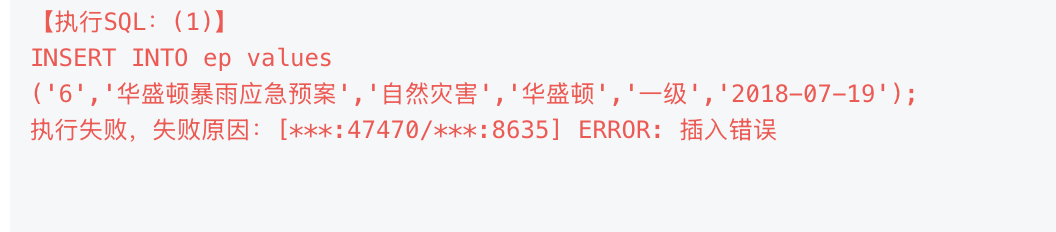 【执行SQL：(1)】
INSERT INTO ep values
('6','华盛顿暴雨应急预案','自然灾害','华盛顿','一级','2018-07-19');
执行失败，失败原因：[***:47470/***:8635] ERROR: 插入错误